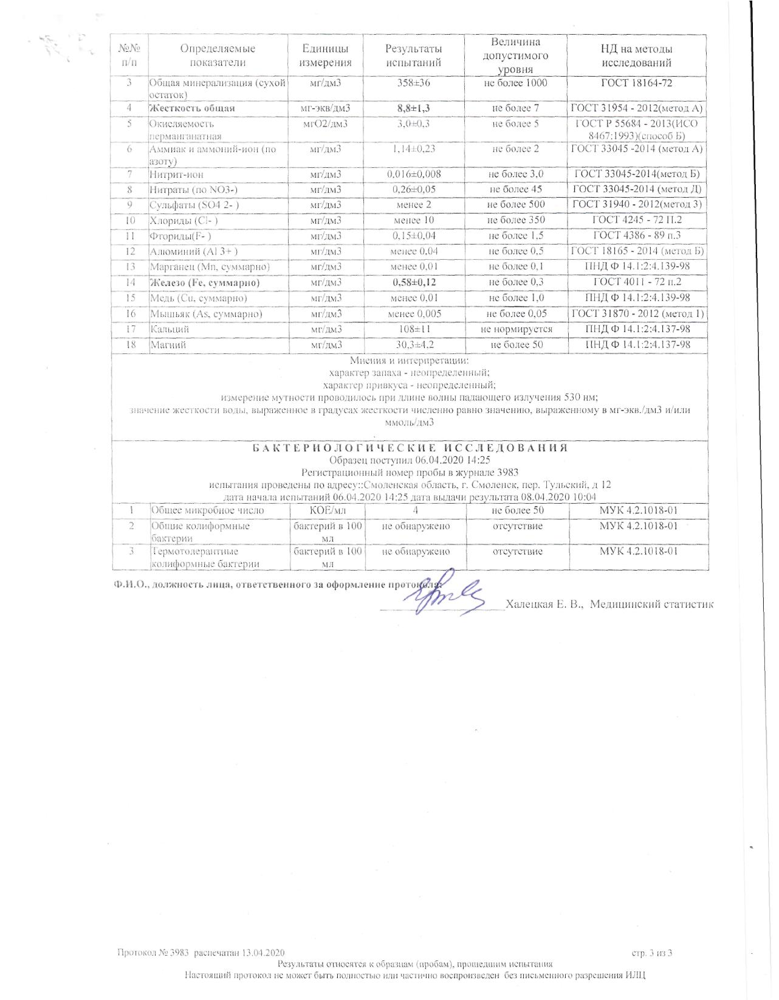 №№ п/п Определяемые показатели Единицы измерения Результаты испытаний Величина допустимого уровня НД на методы исследований
3 Общая минерализация (сухой остаток) мг/дм3 358±36 не более 1000 ГОСТ 18164-72
4 Жесткость общая мг-экв/дм3 8,8±1,3 не более 7 ГОСТ 31954 - 2012(метод А)
5 Окисляемость перманганатная мгО2/дм3 3,0±0,3 не более 5 ГОСТ Р 55684 - 2013(ИСО 8467:1993)(способ Б)
6 Аммиак и аммоний-ион (по азоту) мг/дм3 1,14±0,23 не более 2 ГОСТ 33045 -2014 (метод А)
7 Нитрит-ион мг/дм3 0,016±0,008 не более 3,0 ГОСТ 33045-2014(метод Б)
8 Нитраты (по NO3-) мг/дм3 0,26±0,05 не более 45 ГОСТ 33045-2014 (метод Д)
9 Сульфаты (SO4 2- ) мг/дм3 менее 2 не более 500 ГОСТ 31940 - 2012(метод 3)
10 Хлориды (Cl- ) мг/дм3 менее 10 не более 350 ГОСТ 4245 - 72 П.2
11 Фториды(F- ) мг/дм3 0,15±0,04 не более 1,5 ГОСТ 4386 - 89 п.3
12 Алюминий (Al 3+ ) мг/дм3 менее 0,04 не более 0,5 ГОСТ 18165 - 2014 (метод Б)
13 Марганец (Mn, суммарно) мг/дм3 менее 0,01 не более 0,1 ПНД Ф 14.1:2:4.139-98
14 Железо (Fe, суммарно) мг/дм3 0,58±0,12 не более 0,3 ГОСТ 4011 - 72 п.2
15 Медь (Cu, суммарно) мг/дм3 менее 0,01 не более 1,0 ПНД Ф 14.1:2:4.139-98
16 Мышьяк (As, суммарно) мг/дм3 менее 0,005 не более 0,05 ГОСТ 31870 - 2012 (метод 1)
17 Кальций мг/дм3 108±11 не нормируется ПНД Ф 14.1:2:4.137-98
18 Магний мг/дм3 30,3±4,2 не более 50 ПНД Ф 14.1:2:4.137-98
Мнения и интерпретации:
характер запаха - неопределенный;
характер привкуса - неопределенный;
измерение мутности проводилось при длине волны падающего излучения 530 нм;
значение жесткости воды, выраженное в градусах жесткости численно равно значению, выраженному в мг-экв./дм3 и/или
ммоль/дм3
БАКТЕРИОЛОГИЧЕСКИЕ ИССЛЕДОВАНИЯ
Образец поступил 06.04.2020 14:25
Регистрационный номер пробы в журнале 3983
испытания проведены по адресу::Смоленская область, г. Смоленск, пер. Тульский, д 12
дата начала испытаний 06.04.2020 14:25 дата выдачи результата 08.04.2020 10:04
1 Общее микробное число КОЕ/мл 4 не более 50 МУК 4.2.1018-01
2 Общие колиформные бактерии бактерий в 100 мл не обнаружено отсутствие МУК 4.2.1018-01
3 Термотолерантные колиформные бактерии бактерий в 100 мл не обнаружено отсутствие МУК 4.2.1018-01
Ф.И.О., должность лица, ответственного за оформление протокола:
Халецкая Е. В., Медицинский статистик
Протокол № 3983 распечатан 13.04.2020 стр. 3 из 3
Результаты относятся к образцам (пробам), прошедшим испытания
Настоящий протокол не может быть полностью или частично воспроизведен без письменного разрешения ИЛЦ